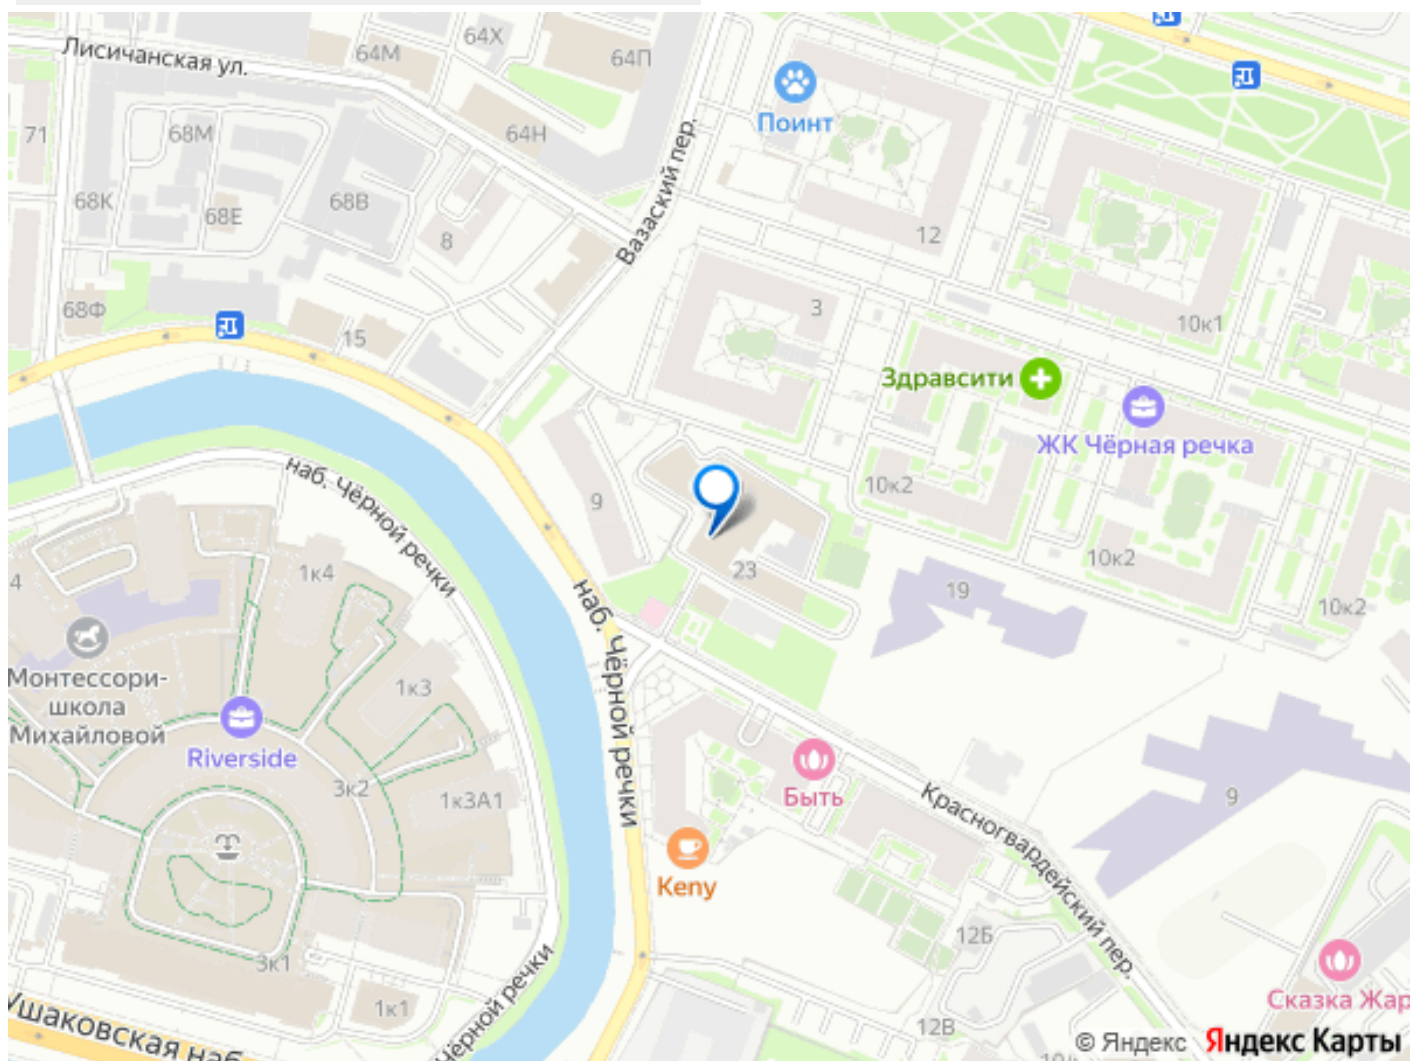 Лисичанская ул.
64М
64Х
64П
71
68М
64Н
Поинт
Вазаский пер.
68К
68Е
68В
8
12
68Ф
15
3
10к1
Здравсити
ЖК Чёрная речка
наб. Чёрной речки
9
10к2
23
10к2
19
10к2
4
1к4
наб. Чёрной речки
Монтессори-
школа
Михайловой
1к3
Riverside
3к2
1к3А1
Быть
Красногвардейский пер.
9
Keny
12Б
3к1
1к1
Чёрной речки
Ушаковская наб
12В
Сказка Жар
© Яндекс Яндекс Карты